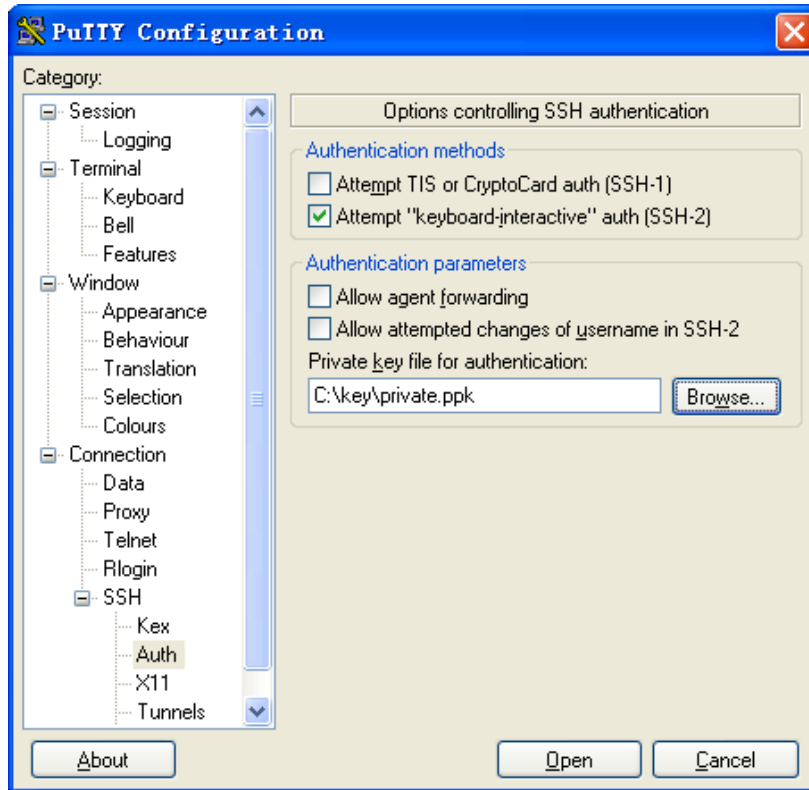 PuTTY Configuration
Category:
Session
Logging
Terminal
Keyboard
Bell
Features
Window
Appearance
Behaviour
Translation
Selection
Colours
Connection
Data
Proxy
Telnet
Rlogin
SSH
Kex
Auth
X11
Tunnels
Options controlling SSH authentication
Authentication methods
Attempt TIS or CryptoCard auth (SSH-1)
Attempt "keyboard-interactive" auth (SSH-2)
Authentication parameters
Allow agent forwarding
Allow attempted changes of username in SSH-2
Private key file for authentication:
C:\key\private.ppk
Browse...
About
Open
Cancel